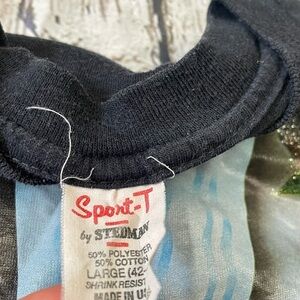 Sport-T
by STEDMAN
50% POLYESTER
50% COTTON
LARGE (42-
SHRINK RESIST
MADE IN U